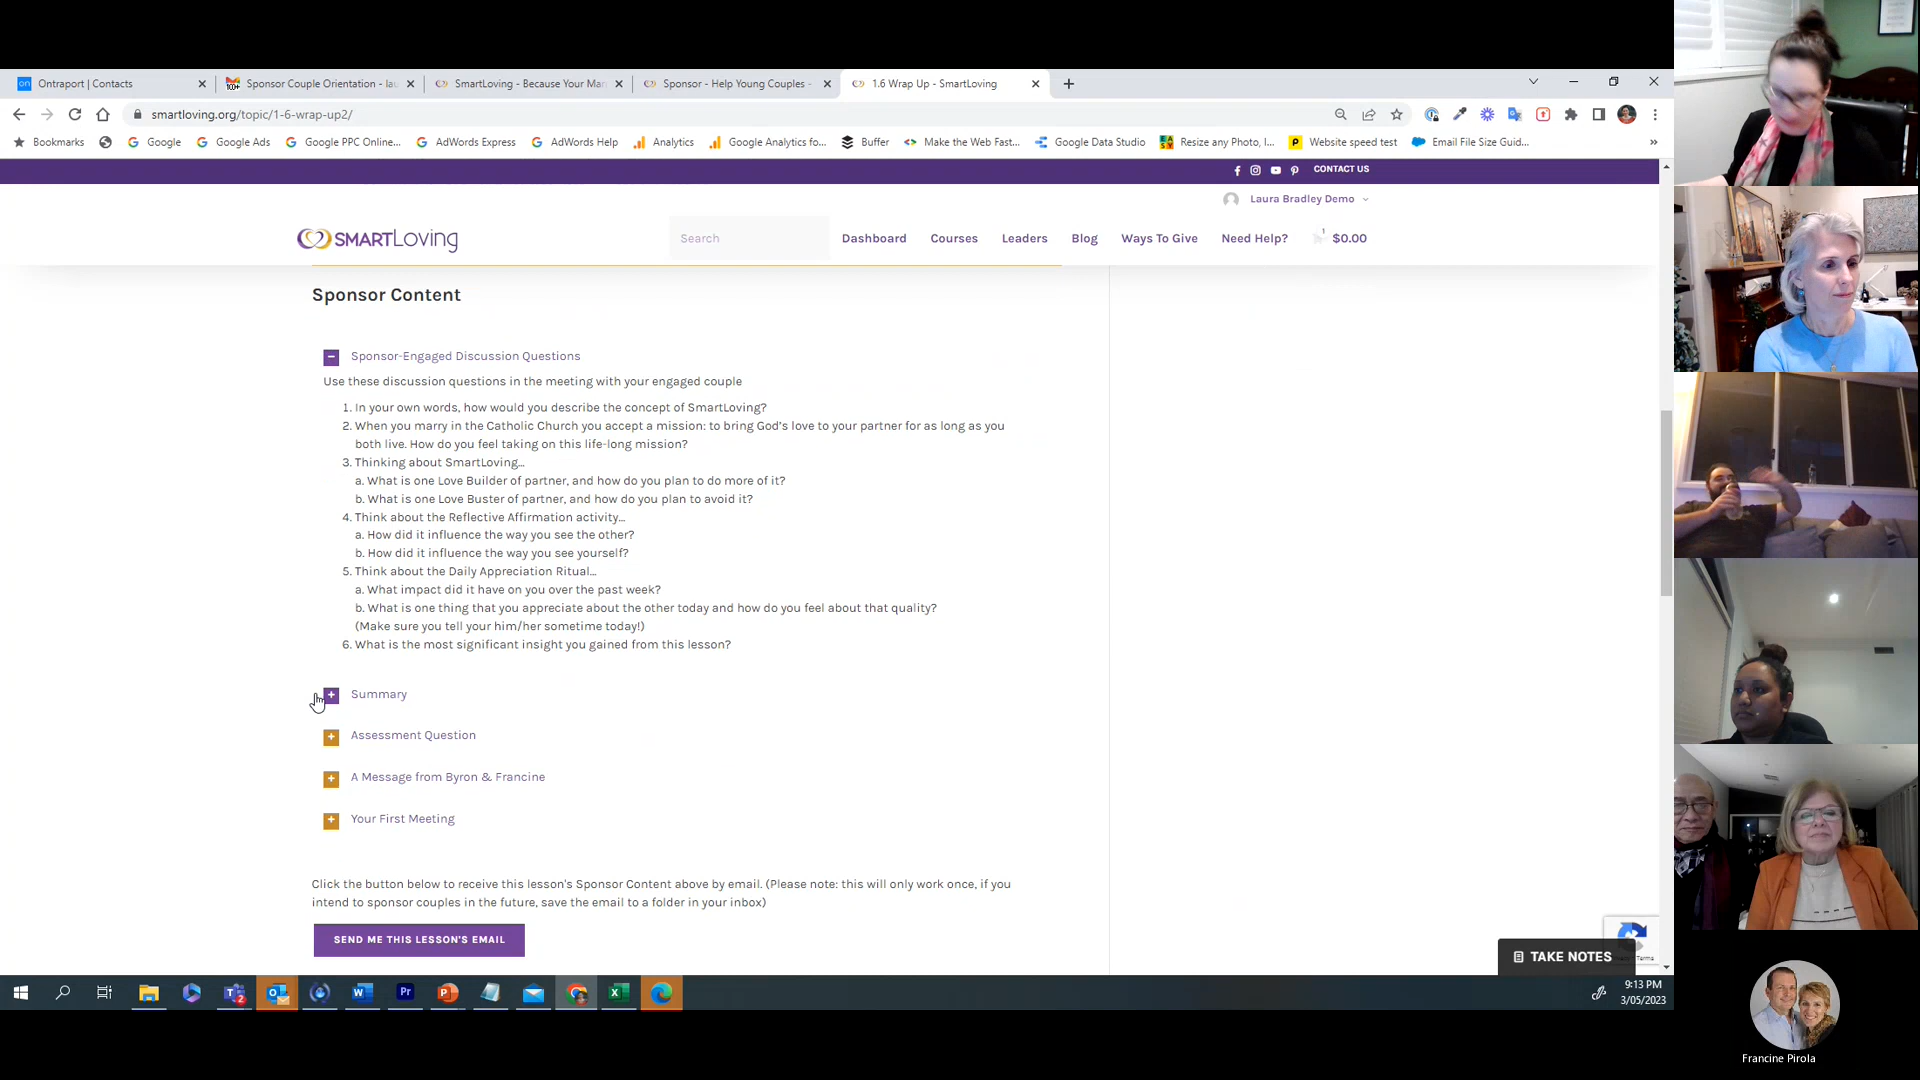 Ontraport | Contacts
Sponsor Couple Orientation - lau
SmartLoving - Because Your Mar
Sponsor - Help Young Couples -
1.6 Wrap Up - SmartLoving
smartloving.org/topic/1-6-wrap-up2/
Bookmarks
Google
Google Ads
Google PPC Online...
AdWords Express
AdWords Help
Analytics
Google Analytics fo...
Buffer
Make the Web Fast...
Google Data Studio
Resize any Photo, I...
Website speed test
Email File Size Guid...
CONTACT US
Laura Bradley Demo
SMARTLoving
Search
Dashboard
Courses
Leaders
Blog
Ways To Give
Need Help?
1
$0.00
Sponsor Content
Sponsor-Engaged Discussion Questions
Use these discussion questions in the meeting with your engaged couple
1. In your own words, how would you describe the concept of SmartLoving?
2. When you marry in the Catholic Church you accept a mission: to bring God's love to your partner for as long as you
both live. How do you feel taking on this life-long mission?
3. Thinking about SmartLoving...
a. What is one Love Builder of partner, and how do you plan to do more of it?
b. What is one Love Buster of partner, and how do you plan to avoid it?
4. Think about the Reflective Affirmation activity...
a. How did it influence the way you see the other?
b. How did it influence the way you see yourself?
5. Think about the Daily Appreciation Ritual...
a. What impact did it have on you over the past week?
b. What is one thing that you appreciate about the other today and how do you feel about that quality?
(Make sure you tell your him/her sometime today!)
6. What is the most significant insight you gained from this lesson?
Summary
Assessment Question
A Message from Byron & Francine
Your First Meeting
Click the button below to receive this lesson's Sponsor Content above by email. (Please note: this will only work once, if you
intend to sponsor couples in the future, save the email to a folder in your inbox)
SEND ME THIS LESSON'S EMAIL
TAKE NOTES
9:13 PM
3/05/2023
Francine Pirola